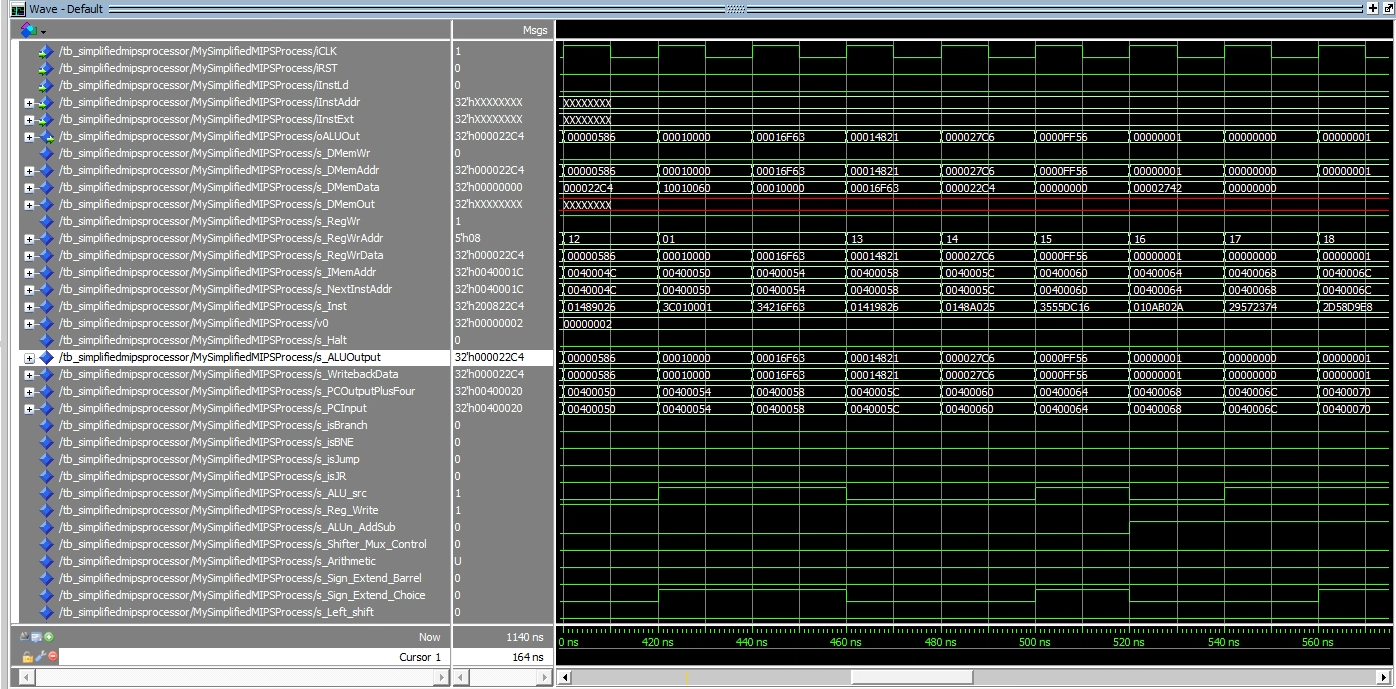 Wave - Default
Msgs
/tb_simplifiedmipsprocessor/MySimplifiedMIPSProcess/iCLK 1
/tb_simplifiedmipsprocessor/MySimplifiedMIPSProcess/iRST 0
/tb_simplifiedmipsprocessor/MySimplifiedMIPSProcess/iInstLd 0
/tb_simplifiedmipsprocessor/MySimplifiedMIPSProcess/iInstAddr 32'hXXXXXXXX XXXXXXXX
/tb_simplifiedmipsprocessor/MySimplifiedMIPSProcess/iInstExt 32'hXXXXXXXX XXXXXXXX
/tb_simplifiedmipsprocessor/MySimplifiedMIPSProcess/oALUOut 32'h000022C4 00000586 00010000 00016F63 00014821 000027C6 0000FF56 00000001 00000000 00000001
/tb_simplifiedmipsprocessor/MySimplifiedMIPSProcess/s_DMemWr 0
/tb_simplifiedmipsprocessor/MySimplifiedMIPSProcess/s_DMemAddr 32'h000022C4 00000586 00010000 00016F63 00014821 000027C6 0000FF56 00000001 00000000 00000001
/tb_simplifiedmipsprocessor/MySimplifiedMIPSProcess/s_DMemData 32'h00000000 000022C4 10010060 00010000 00016F63 000022C4 00000000 00002742 00000000
/tb_simplifiedmipsprocessor/MySimplifiedMIPSProcess/s_DMemOut 32'hXXXXXXXX XXXXXXXX
/tb_simplifiedmipsprocessor/MySimplifiedMIPSProcess/s_RegWr 1
/tb_simplifiedmipsprocessor/MySimplifiedMIPSProcess/s_RegWrAddr 5'h08 12 01 13 14 15 16 17 18
/tb_simplifiedmipsprocessor/MySimplifiedMIPSProcess/s_RegWrData 32'h000022C4 00000586 00010000 00016F63 00014821 000027C6 0000FF56 00000001 00000000 00000001
/tb_simplifiedmipsprocessor/MySimplifiedMIPSProcess/s_IMemAddr 32'h0040001C 0040004C 00400050 00400054 00400058 0040005C 00400060 00400064 00400068 0040006C
/tb_simplifiedmipsprocessor/MySimplifiedMIPSProcess/s_NextInstAddr 32'h0040001C 0040004C 00400050 00400054 00400058 0040005C 00400060 00400064 00400068 0040006C
/tb_simplifiedmipsprocessor/MySimplifiedMIPSProcess/s_Inst 32'h200822C4 01489026 3C010001 34216F63 01419826 0148A025 3555DC16 010AB02A 29572374 2D58D9E8
/tb_simplifiedmipsprocessor/MySimplifiedMIPSProcess/v0 32'h00000002 00000002
/tb_simplifiedmipsprocessor/MySimplifiedMIPSProcess/s_Halt 0
/tb_simplifiedmipsprocessor/MySimplifiedMIPSProcess/s_ALUOutput 32'h000022C4 00000586 00010000 00016F63 00014821 000027C6 0000FF56 00000001 00000000 00000001
/tb_simplifiedmipsprocessor/MySimplifiedMIPSProcess/s_WritebackData 32'h000022C4 00000586 00010000 00016F63 00014821 000027C6 0000FF56 00000001 00000000 00000001
/tb_simplifiedmipsprocessor/MySimplifiedMIPSProcess/s_PCOutputPlusFour 32'h00400020 00400050 00400054 00400058 0040005C 00400060 00400064 00400068 0040006C 00400070
/tb_simplifiedmipsprocessor/MySimplifiedMIPSProcess/s_PCInput 32'h00400020 00400050 00400054 00400058 0040005C 00400060 00400064 00400068 0040006C 00400070
/tb_simplifiedmipsprocessor/MySimplifiedMIPSProcess/s_isBranch 0
/tb_simplifiedmipsprocessor/MySimplifiedMIPSProcess/s_isBNE 0
/tb_simplifiedmipsprocessor/MySimplifiedMIPSProcess/s_isJump 0
/tb_simplifiedmipsprocessor/MySimplifiedMIPSProcess/s_isJR 0
/tb_simplifiedmipsprocessor/MySimplifiedMIPSProcess/s_ALU_src 1
/tb_simplifiedmipsprocessor/MySimplifiedMIPSProcess/s_Reg_Write 1
/tb_simplifiedmipsprocessor/MySimplifiedMIPSProcess/s_ALUn_AddSub 0
/tb_simplifiedmipsprocessor/MySimplifiedMIPSProcess/s_Shifter_Mux_Control 0
/tb_simplifiedmipsprocessor/MySimplifiedMIPSProcess/s_Arithmetic U
/tb_simplifiedmipsprocessor/MySimplifiedMIPSProcess/s_Sign_Extend_Barrel 0
/tb_simplifiedmipsprocessor/MySimplifiedMIPSProcess/s_Sign_Extend_Choice 0
/tb_simplifiedmipsprocessor/MySimplifiedMIPSProcess/s_Left_shift 0
Now 1140 ns 0 ns 420 ns 440 ns 460 ns 480 ns 500 ns 520 ns 540 ns 560 ns
Cursor 1 164 ns